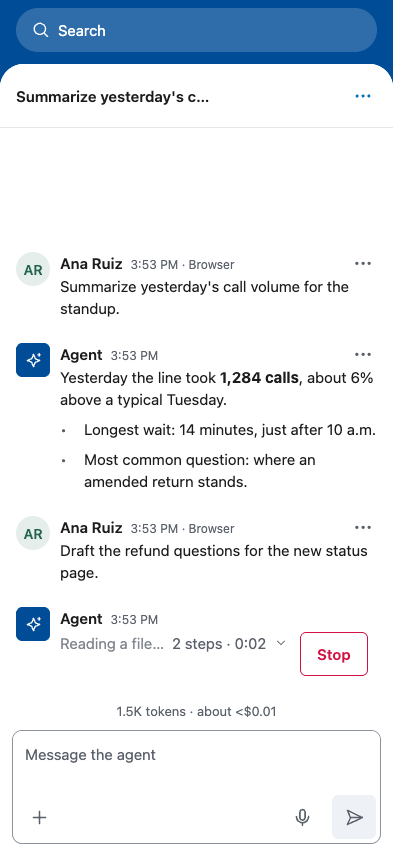 Search
Summarize yesterday's c...
AR
Ana Ruiz 3:53 PM · Browser
Summarize yesterday's call volume for the
standup.
Agent 3:53 PM
Yesterday the line took 1,284 calls, about 6%
above a typical Tuesday.
· Longest wait: 14 minutes, just after 10 a.m.
· Most common question: where an
amended return stands.
AR
Ana Ruiz 3:53 PM · Browser
Draft the refund questions for the new status
page.
Agent 3:53 PM
Reading a file... 2 steps · 0:02
Stop
1.5K tokens · about <$0.01
Message the agent